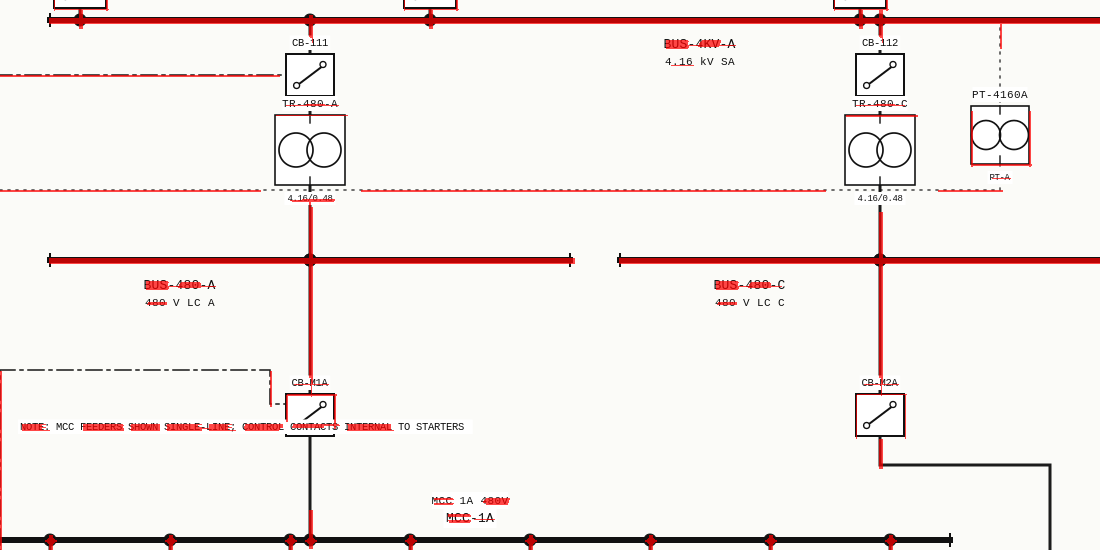 CB-111
CB-112
BUS-4KV-A
4.16 kV SA
TR-480-A
TR-480-C
PT-4160A
PT-A
4.16/0.48
4.16/0.48
BUS-480-A
480 V LC A
BUS-480-C
480 V LC C
CB-M1A
CB-M2A
NOTE: MCC FEEDERS SHOWN SINGLE-LINE; CONTROL CONTACTS INTERNAL TO STARTERS
MCC 1A 480V
MCC-1A